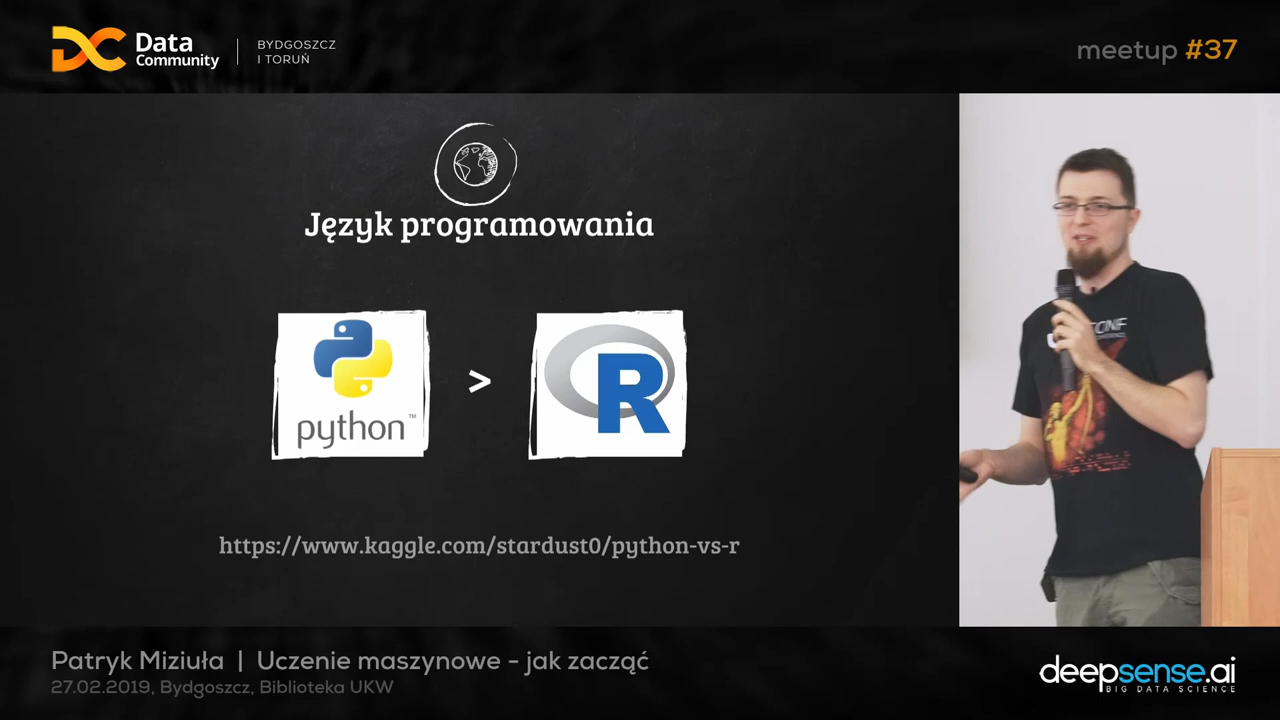 Data
Community
BYDGOSZCZ
I TORUŃ
meetup #37
Język programowania
python™
>
R
https://www.kaggle.com/stardust0/python-vs-r
Patryk Miziuła | Uczenie maszynowe - jak zacząć
27.02.2019, Bydgoszcz, Biblioteka UKW
deepsense.ai
BIG DATA SCIENCE